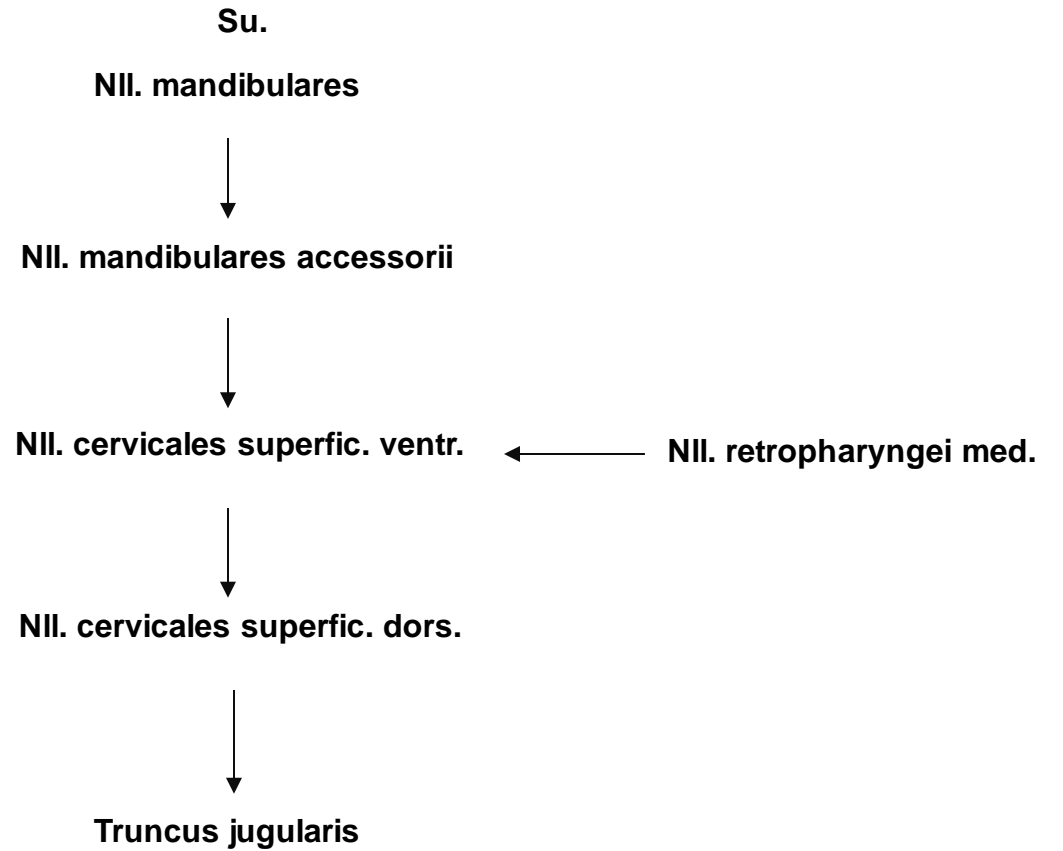 Su.
Nll. mandibulares
Nll. mandibulares accessorii
Nll. cervicales superfic. ventr.
Nll. retropharyngei med.
Nll. cervicales superfic. dors.
Truncus jugularis